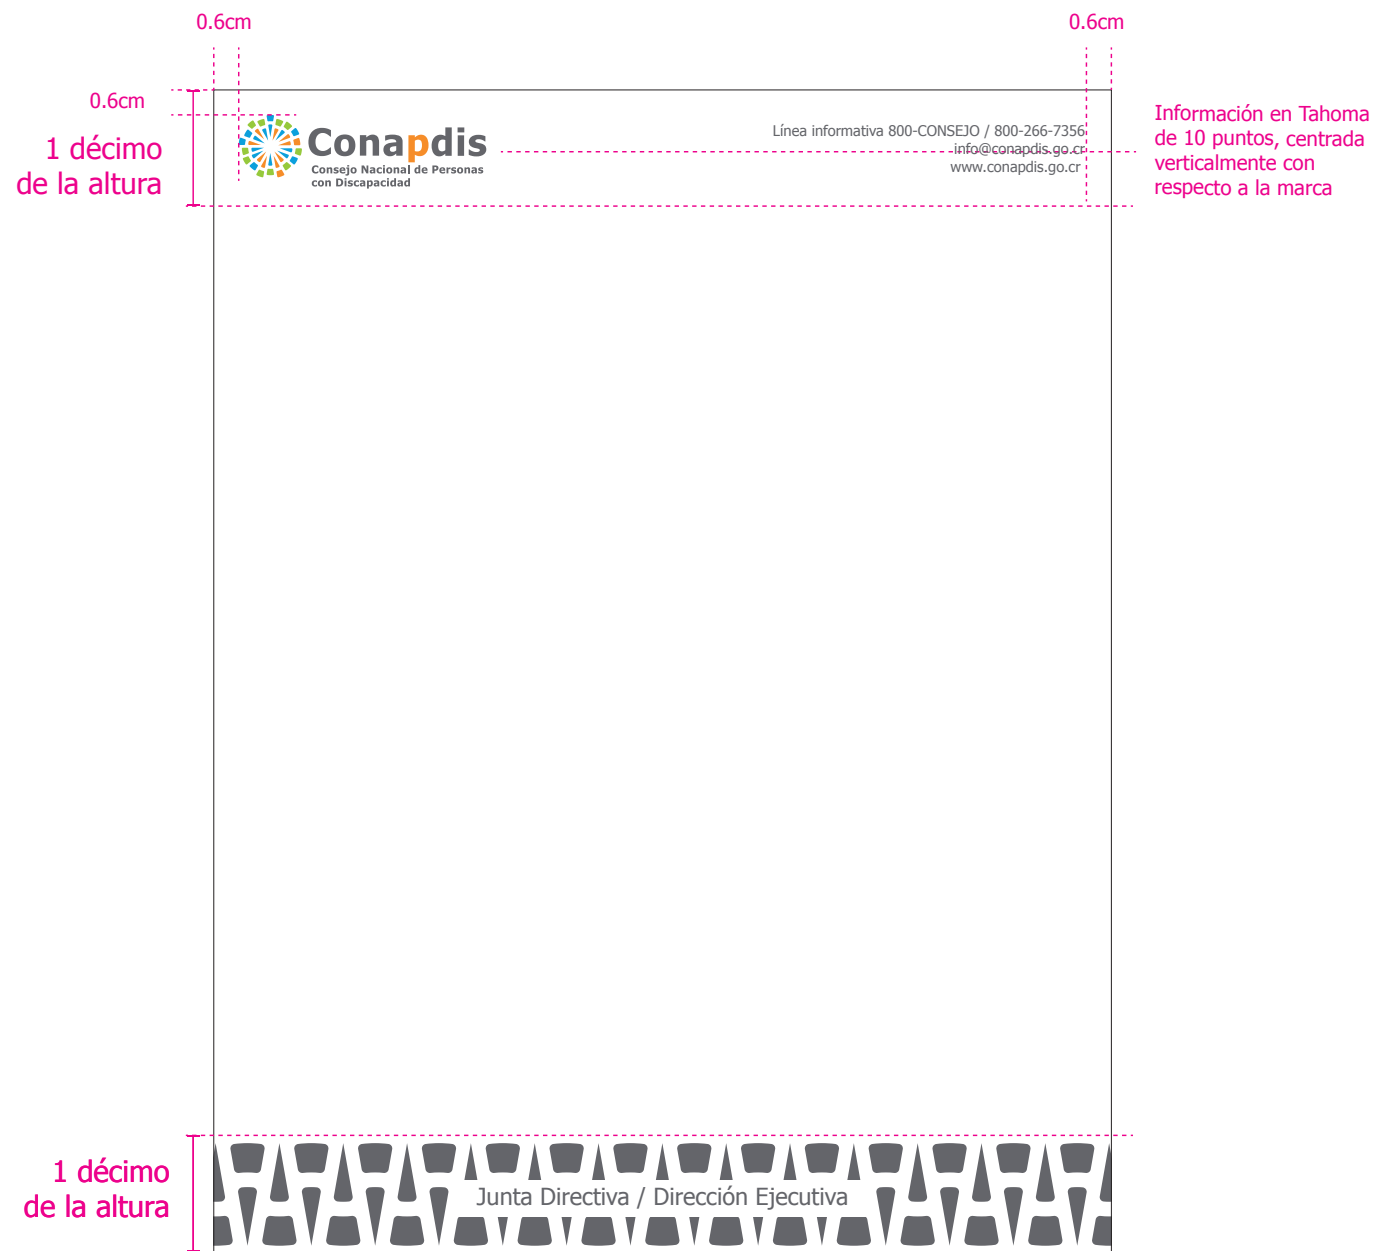 0.6cm
0.6cm
0.6cm
1 décimo
de la altura
Conapdis
Consejo Nacional de Personas
con Discapacidad
Línea informativa 800-CONSEJO / 800-266-7356
info@conapdis.go.cr
www.conapdis.go.cr
Información en Tahoma
de 10 puntos, centrada
verticalmente con
respecto a la marca
1 décimo
de la altura
Junta Directiva / Dirección Ejecutiva